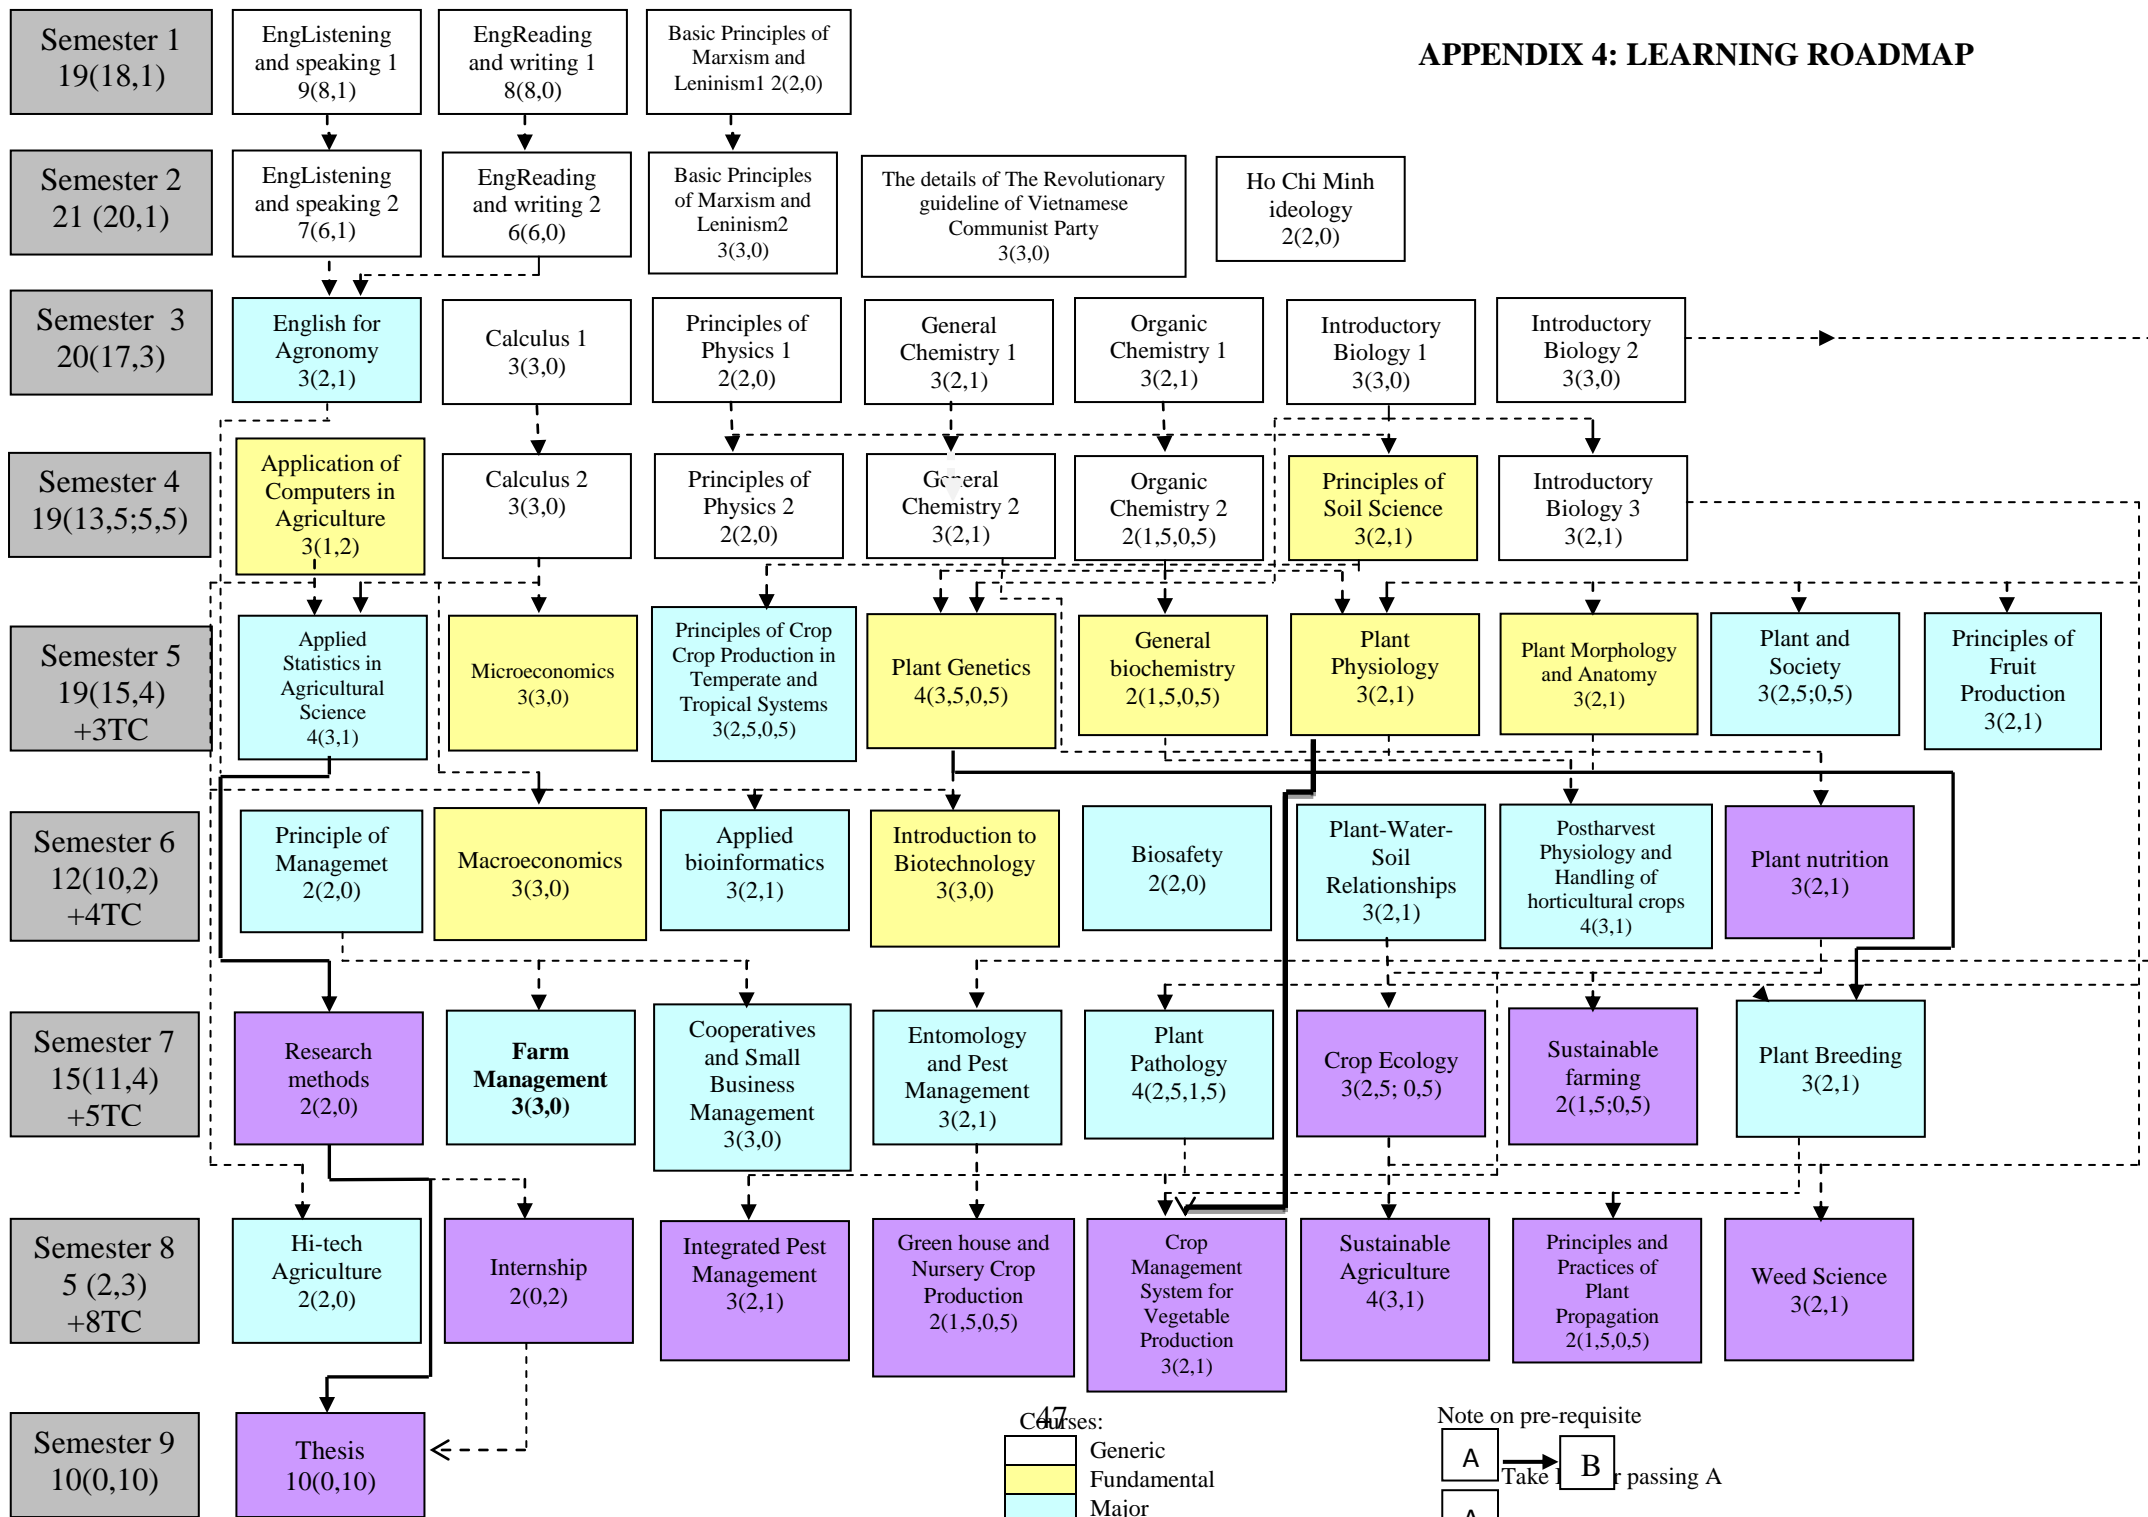 APPENDIX 4: LEARNING ROADMAP
Semester 1
19(18,1)
EngListening
and speaking 1
9(8,1)
EngReading
and writing 1
8(8,0)
Basic Principles of
Marxism and
Leninism1 2(2,0)
Semester 2
21 (20,1)
EngListening
and speaking 2
7(6,1)
EngReading
and writing 2
6(6,0)
Basic Principles
of Marxism and
Leninism2
3(3,0)
The details of The Revolutionary
guideline of Vietnamese
Communist Party
3(3,0)
Ho Chi Minh
ideology
2(2,0)
Semester 3
20(17,3)
English for
Agronomy
3(2,1)
Calculus 1
3(3,0)
Principles of
Physics 1
2(2,0)
General
Chemistry 1
3(2,1)
Organic
Chemistry 1
3(2,1)
Introductory
Biology 1
3(3,0)
Introductory
Biology 2
3(3,0)
Semester 4
19(13,5;5,5)
Application of
Computers in
Agriculture
3(1,2)
Calculus 2
3(3,0)
Principles of
Physics 2
2(2,0)
General
Chemistry 2
3(2,1)
Organic
Chemistry 2
2(1,5,0,5)
Principles of
Soil Science
3(2,1)
Introductory
Biology 3
3(2,1)
Semester 5
19(15,4)
+3TC
Applied
Statistics in
Agricultural
Science
4(3,1)
Microeconomics
3(3,0)
Principles of Crop
Crop Production in
Temperate and
Tropical Systems
3(2,5,0,5)
Plant Genetics
4(3,5,0,5)
General
biochemistry
2(1,5,0,5)
Plant
Physiology
3(2,1)
Plant Morphology
and Anatomy
3(2,1)
Plant and
Society
3(2,5;0,5)
Principles of
Fruit
Production
3(2,1)
Semester 6
12(10,2)
+4TC
Principle of
Managemet
2(2,0)
Macroeconomics
3(3,0)
Applied
bioinformatics
3(2,1)
Introduction to
Biotechnology
3(3,0)
Biosafety
2(2,0)
Plant-Water-
Soil
Relationships
3(2,1)
Postharvest
Physiology and
Handling of
horticultural crops
4(3,1)
Plant nutrition
3(2,1)
Semester 7
15(11,4)
+5TC
Research
methods
2(2,0)
Farm
Management
3(3,0)
Cooperatives
and Small
Business
Management
3(3,0)
Entomology
and Pest
Management
3(2,1)
Plant
Pathology
4(2,5,1,5)
Crop Ecology
3(2,5; 0,5)
Sustainable
farming
2(1,5;0,5)
Plant Breeding
3(2,1)
Semester 8
5 (2,3)
+8TC
Hi-tech
Agriculture
2(2,0)
Internship
2(0,2)
Integrated Pest
Management
3(2,1)
Green house and
Nursery Crop
Production
2(1,5,0,5)
Crop
Management
System for
Vegetable
Production
3(2,1)
Sustainable
Agriculture
4(3,1)
Principles and
Practices of
Plant
Propagation
2(1,5,0,5)
Weed Science
3(2,1)
Semester 9
10(0,10)
Thesis
10(0,10)
47
Courses:
Generic
Fundamental
Major
Note on pre-requisite
A
B
Take passing A